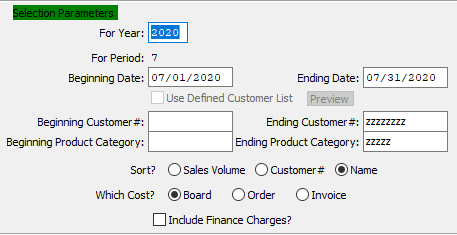 Selection Parameters
For Year: 2020
For Period: 7
Beginning Date: 07/01/2020 Ending Date: 07/31/2020
Use Defined Customer List Preview
Beginning Customer#: Ending Customer#: zzzzzzzz
Beginning Product Category: Ending Product Category: zzzzz
Sort? Sales Volume Customer# Name
Which Cost? Board Order Invoice
Include Finance Charges?